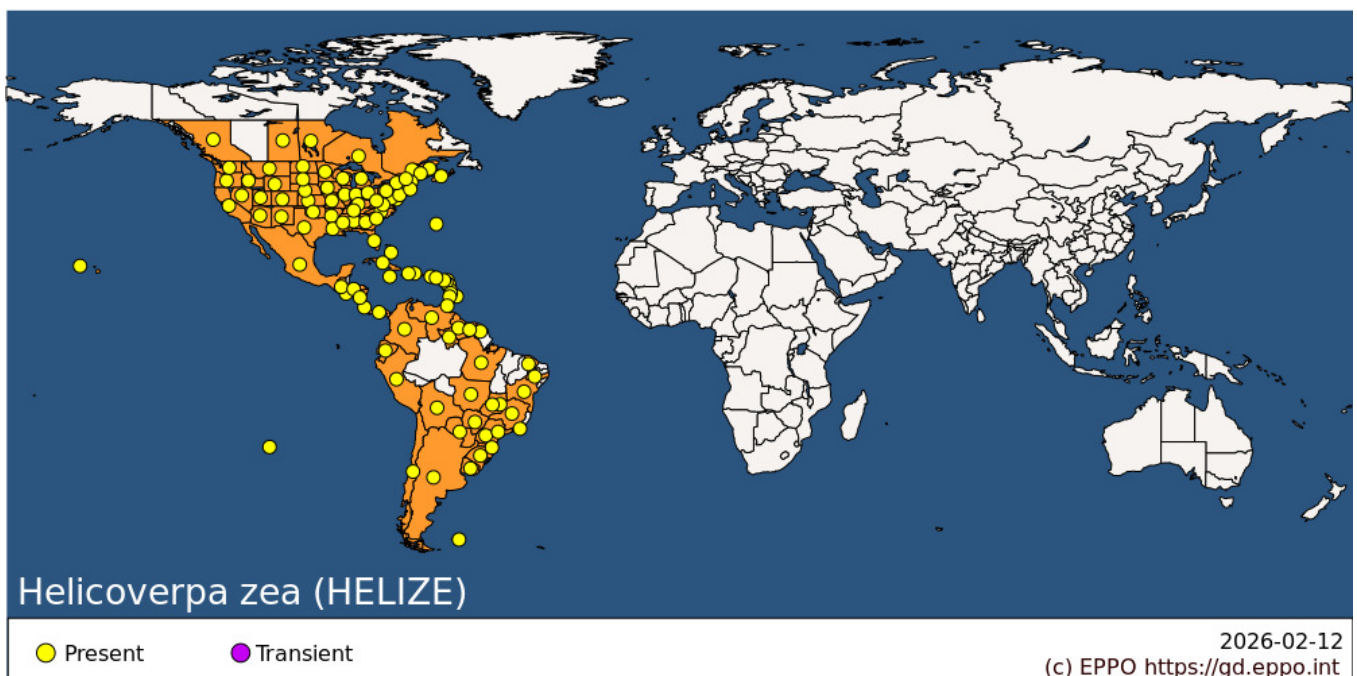 Helicoverpa zea (HELIZE)
Present
Transient
2026-02-12
(c) EPPO https://gd.eppo.int